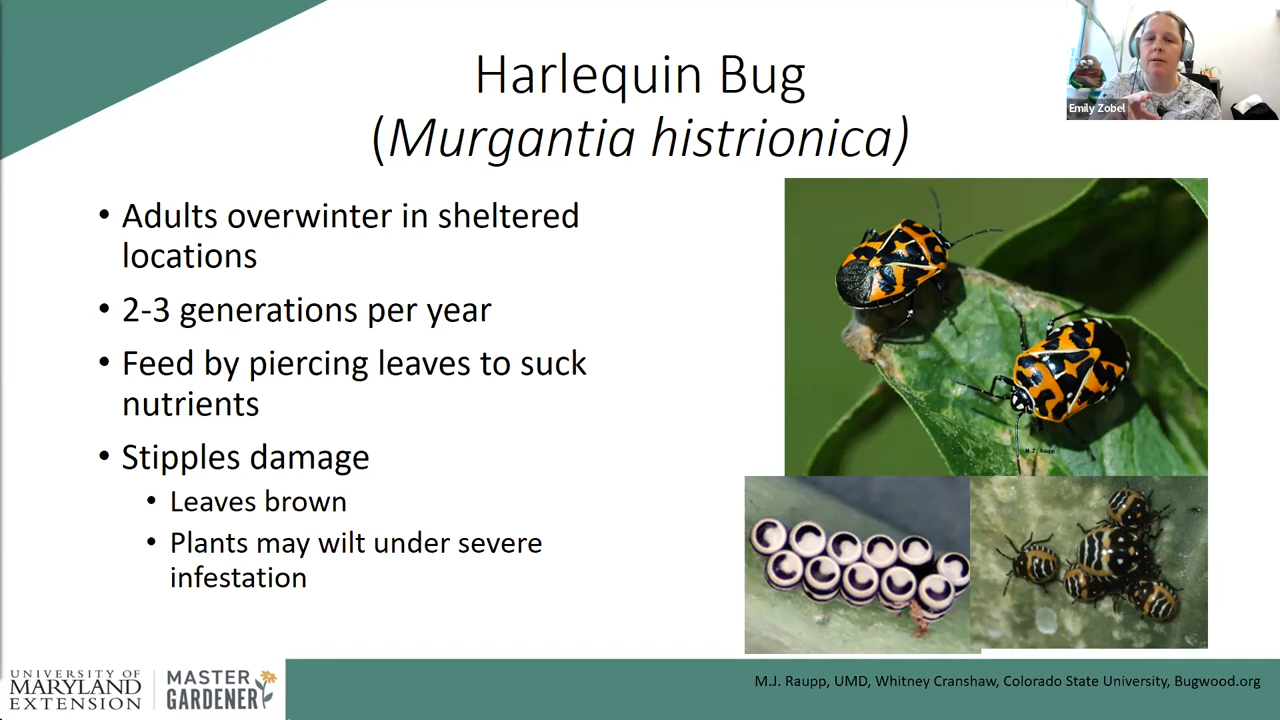 Harlequin Bug
(Murgantia histrionica)
Emily Zobel
• Adults overwinter in sheltered
locations
• 2-3 generations per year
• Feed by piercing leaves to suck
nutrients
• Stipples damage
• Leaves brown
• Plants may wilt under severe
infestation
M.J. Raupp
UNIVERSITY OF
MARYLAND
EXTENSION
MASTER
GARDENER
M.J. Raupp, UMD, Whitney Cranshaw, Colorado State University, Bugwood.org